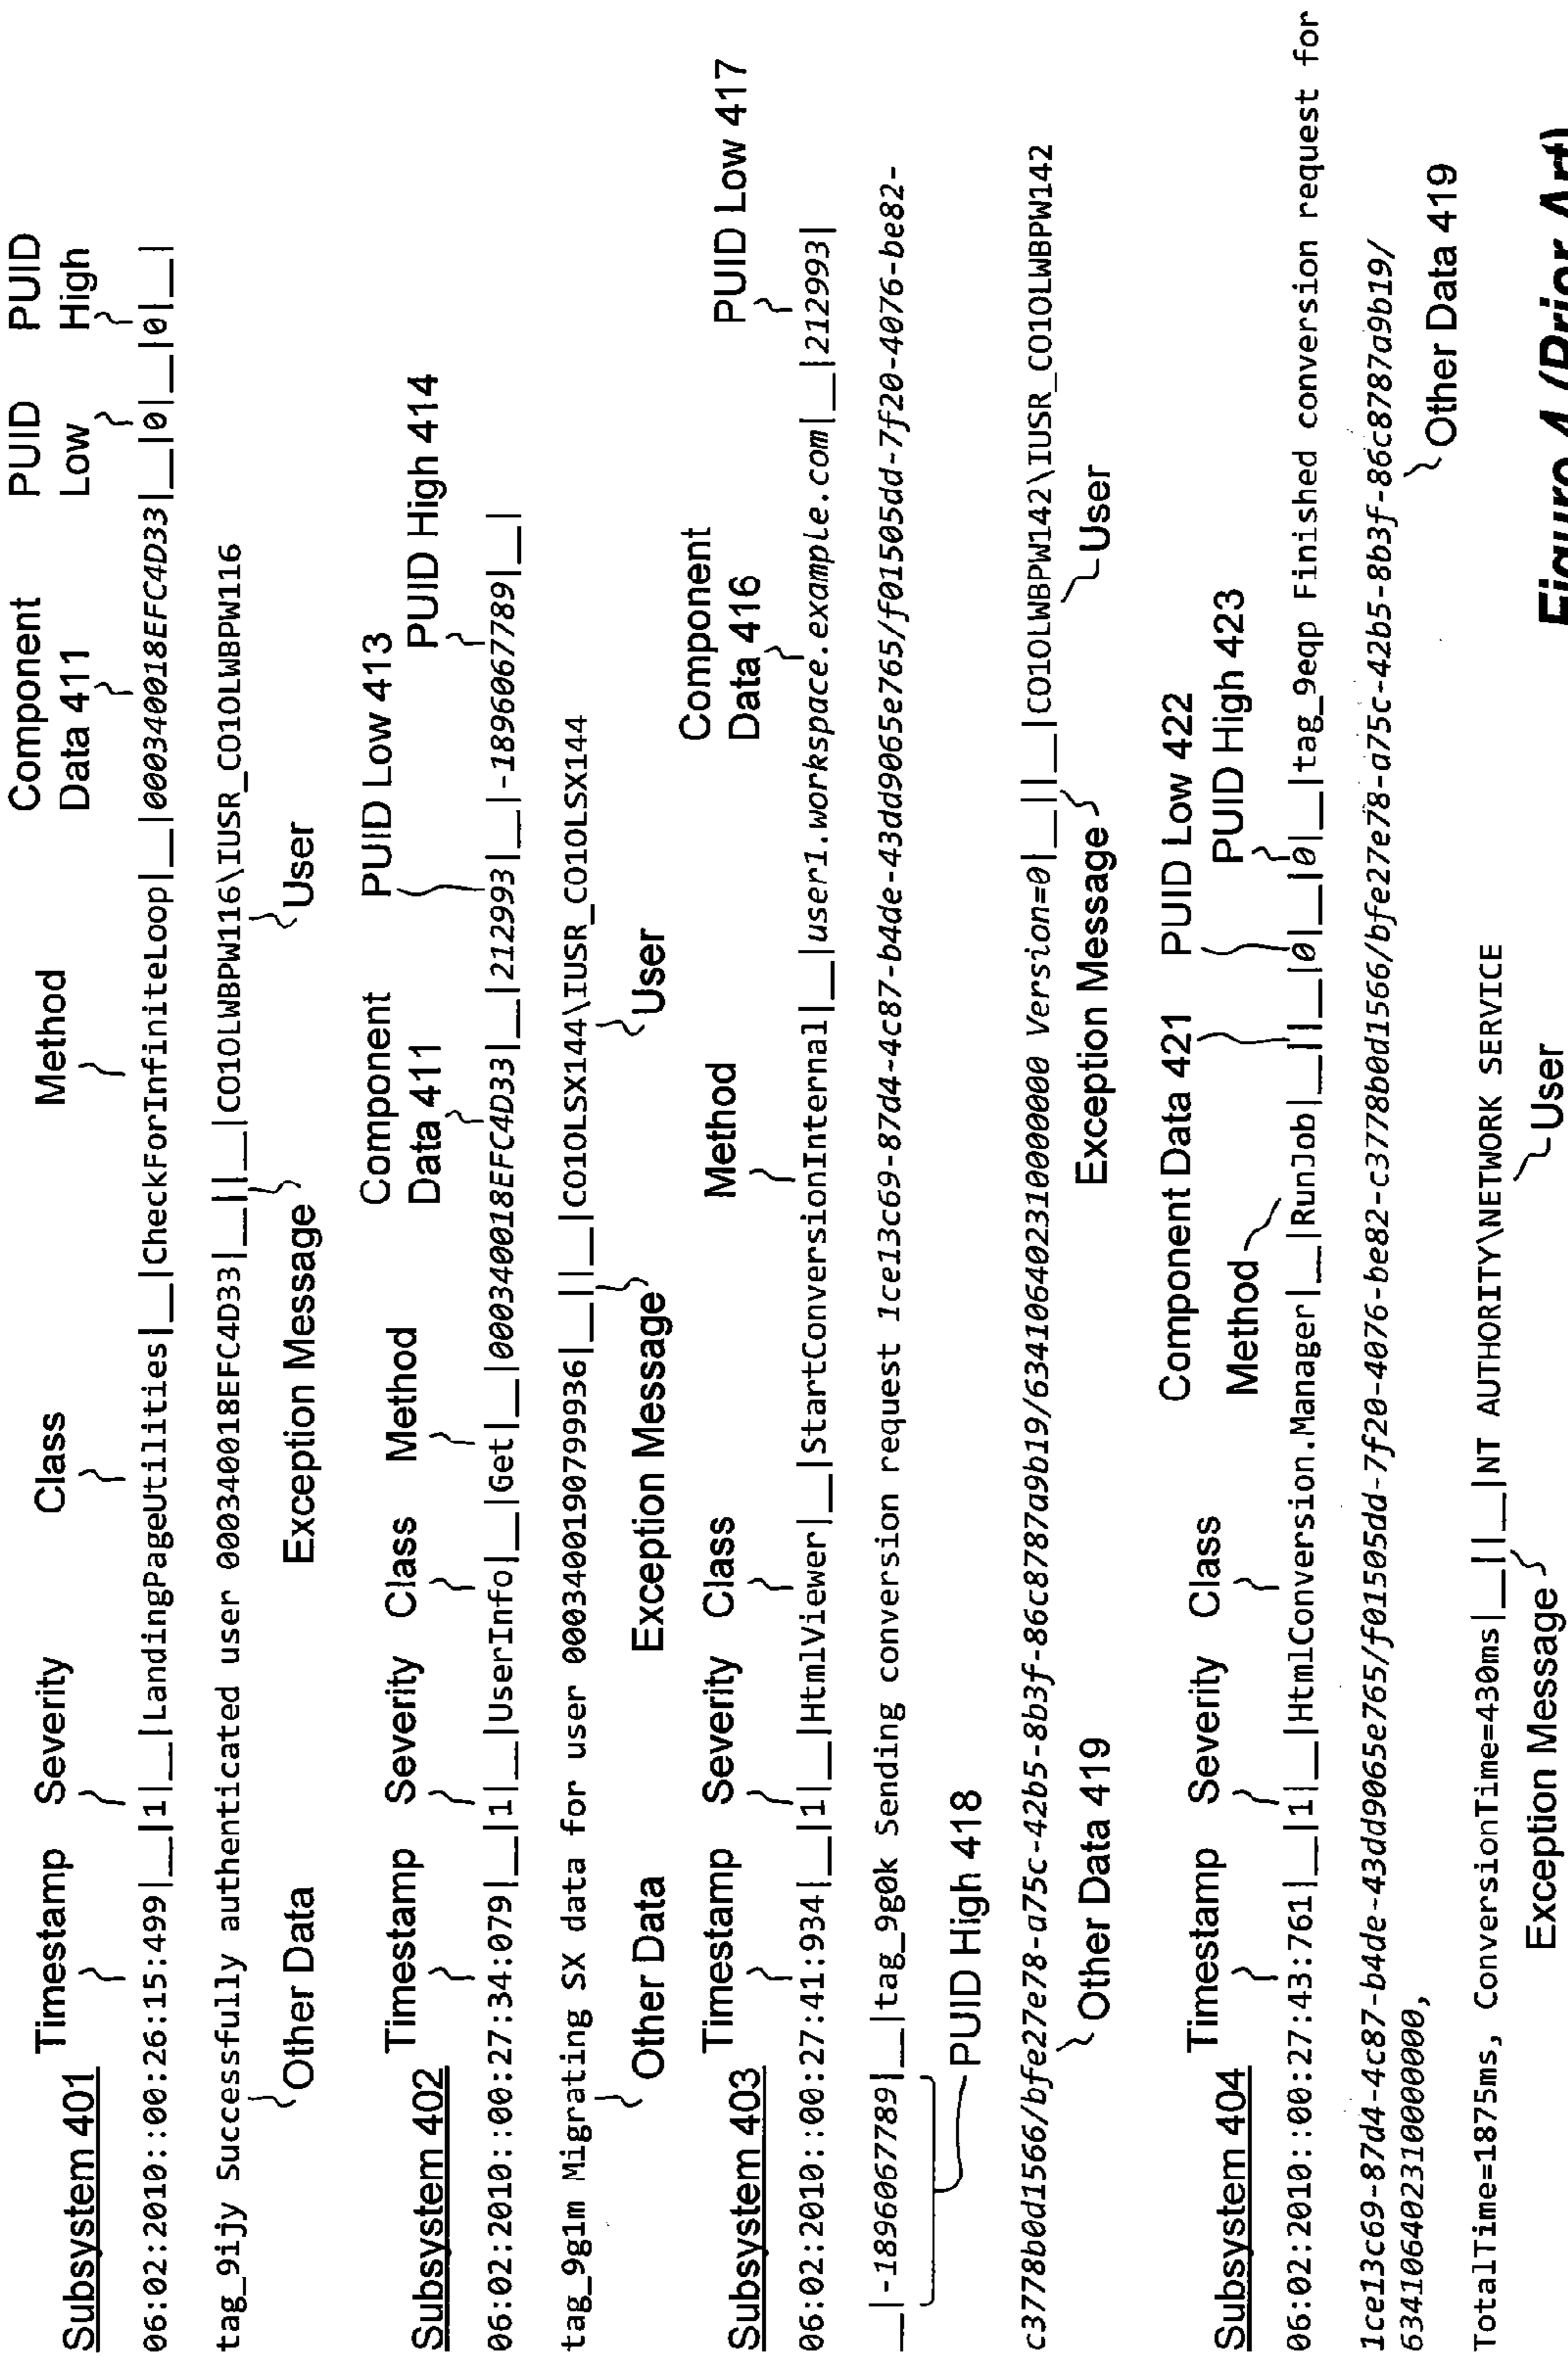 Subsystem 401
Timestamp
Severity
Class
Method
Component
Data 411
PUID
Low
PUID
High
06:02:2010::00:26:15:499|__|1|__|LandingPageUtilities|__|CheckForInfiniteLoop|__|000340018EFC4D33|__|0|__|0|__|
tag_9ijy Successfully authenticated user 000340018EFC4D33|__||__|CO1OLWBPW116\IUSR_CO1OLWBPW116
Other Data
Exception Message
User
Subsystem 402
Timestamp
Severity
Class
Method
Component
Data 411
PUID Low 413
PUID High 414
06:02:2010::00:27:34:079|__|1|__|UserInfo|__|Get|__|000340018EFC4D33|__|212993|__|-1896067789|__|
tag_9g1m Migrating SX data for user 0003400190799936|__||__|CO1OLSX144\IUSR_CO1OLSX144
Other Data
Exception Message
User
Subsystem 403
Timestamp
Severity
Class
Method
Component
Data 416
PUID Low 417
06:02:2010::00:27:41:934|__|1|__|HtmlViewer|__|StartConversionInternal|__|user1.workspace.example.com|__|212993|
__|-1896067789|__|tag_9g0k Sending conversion request 1ce13c69-87d4-4c87-b4de-43dd9065e765/f01505dd-7f20-4076-be82-
PUID High 418
c3778b0d1566/bfe27e78-a75c-42b5-8b3f-86c8787a9b19/634106402310000000 Version=0|__||__|CO1OLWBPW142\IUSR_CO1OLWBPW142
Other Data 419
Exception Message
User
Subsystem 404
Timestamp
Severity
Class
Method
Component Data 421
PUID Low 422
PUID High 423
06:02:2010::00:27:43:761|__|1|__|HtmlConversion.Manager|__|RunJob|__||__|0|__|0|__|tag_9eqp Finished conversion request for
1ce13c69-87d4-4c87-b4de-43dd9065e765/f01505dd-7f20-4076-be82-c3778b0d1566/bfe27e78-a75c-42b5-8b3f-86c8787a9b19/
634106402310000000,
Other Data 419
TotalTime=1875ms, ConversionTime=430ms|__||__|NT AUTHORITY\NETWORK SERVICE
Exception Message
User
Figure 4 (Prior Art)